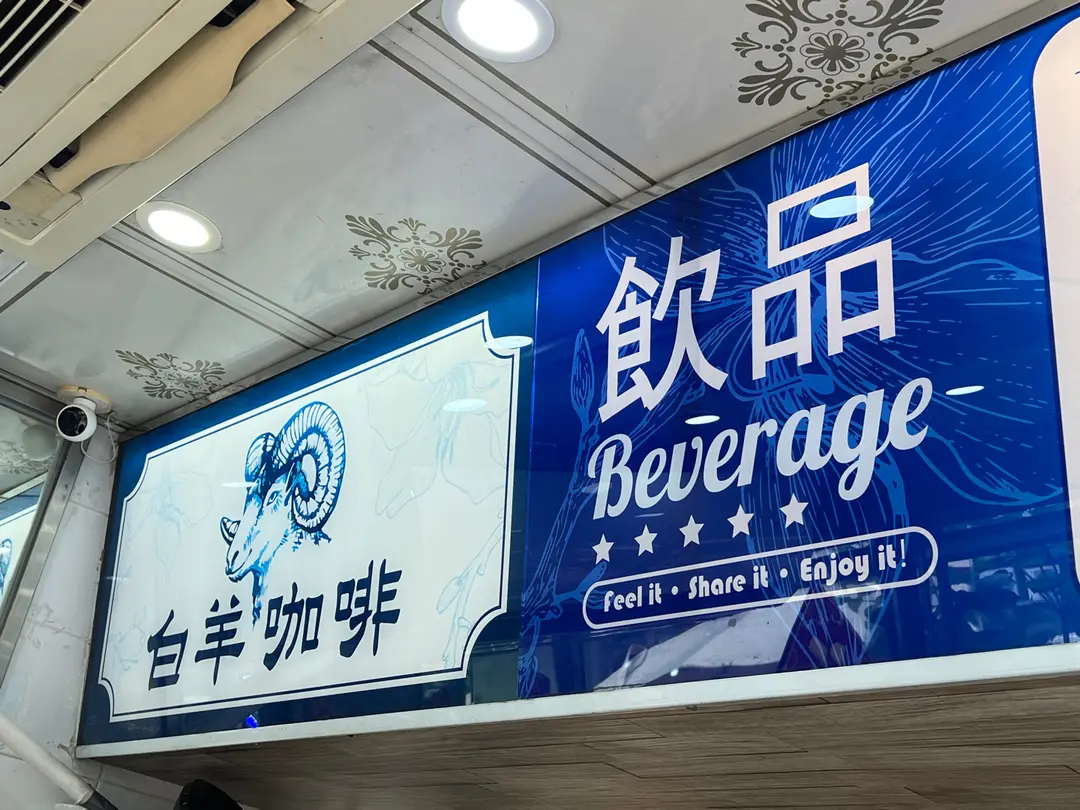 白羊咖啡
飲品
Beverage
Feel it • Share it • Enjoy it!